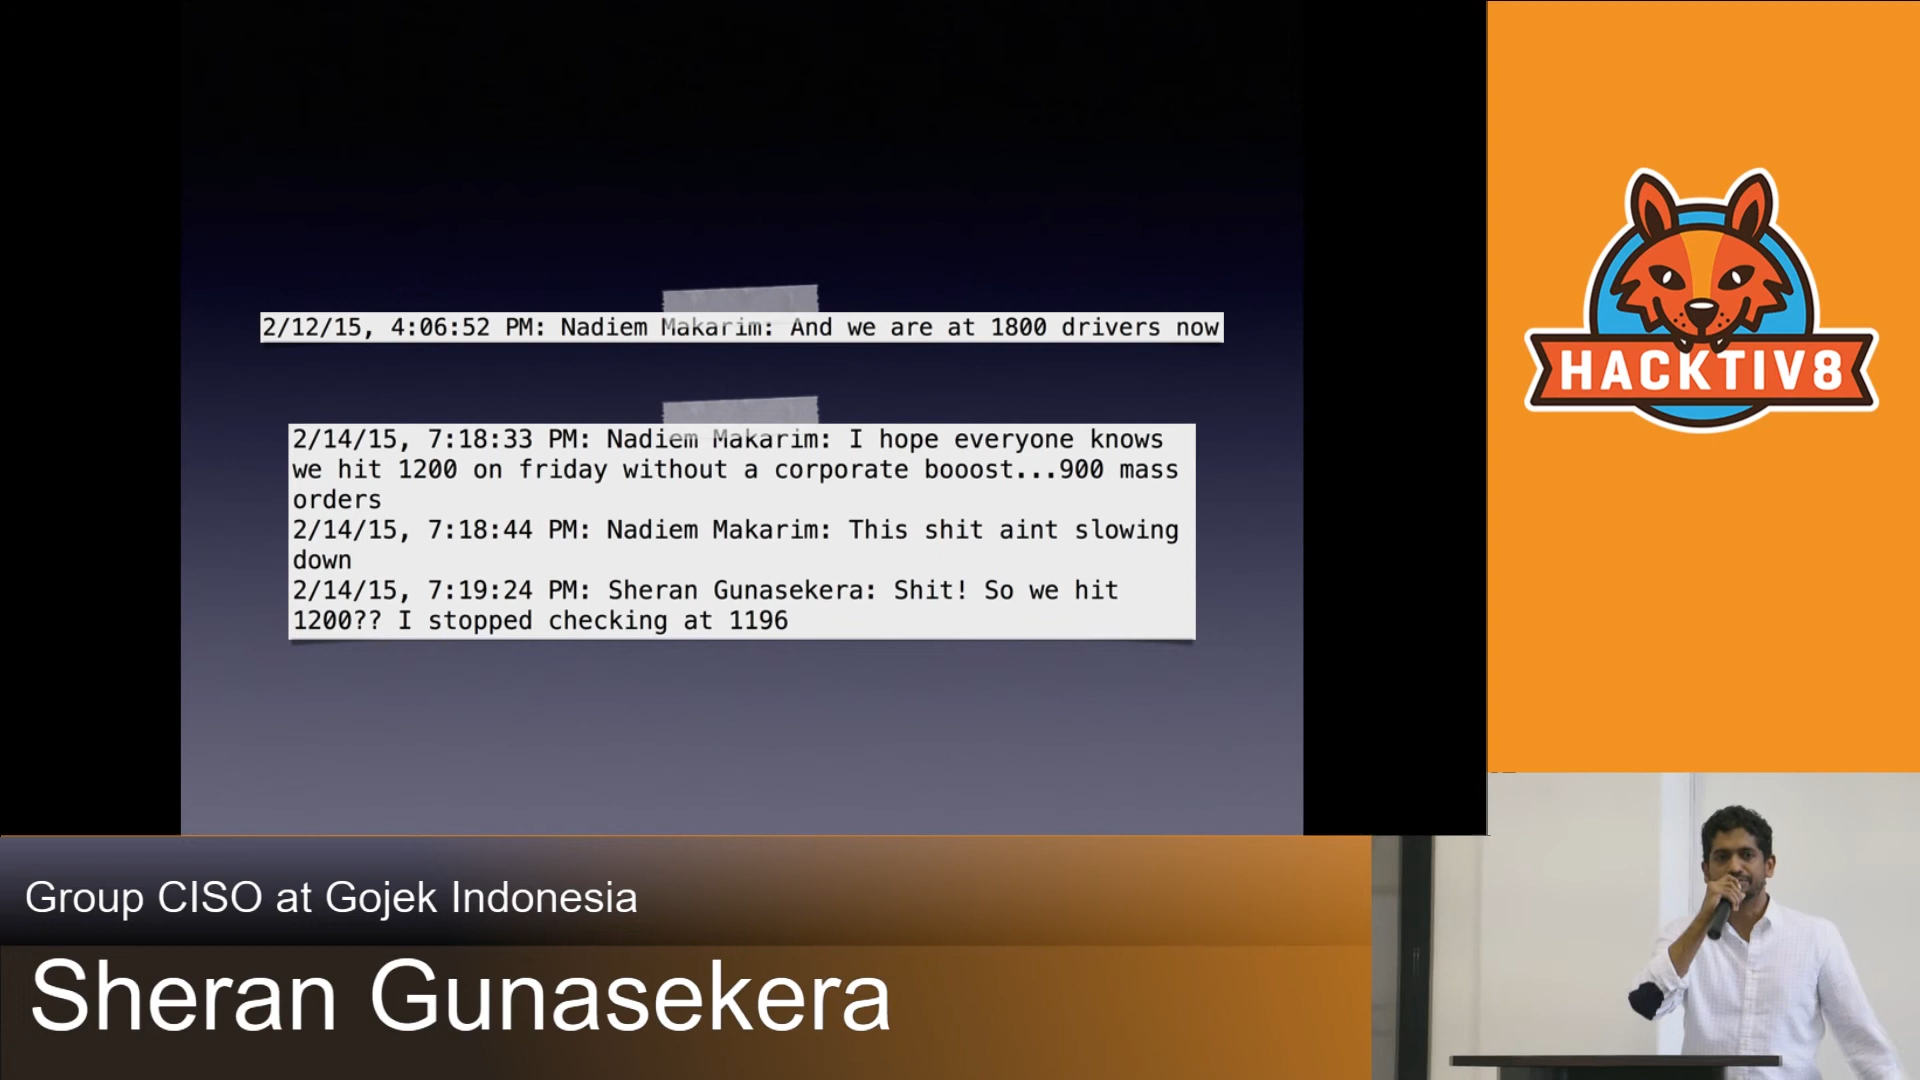 2/12/15, 4:06:52 PM: Nadiem Makarim: And we are at 1800 drivers now
2/14/15, 7:18:33 PM: Nadiem Makarim: I hope everyone knows
we hit 1200 on friday without a corporate booost...900 mass
orders
2/14/15, 7:18:44 PM: Nadiem Makarim: This shit aint slowing
down
2/14/15, 7:19:24 PM: Sheran Gunasekera: Shit! So we hit
1200?? I stopped checking at 1196
HACKTIV8
Group CISO at Gojek Indonesia
Sheran Gunasekera